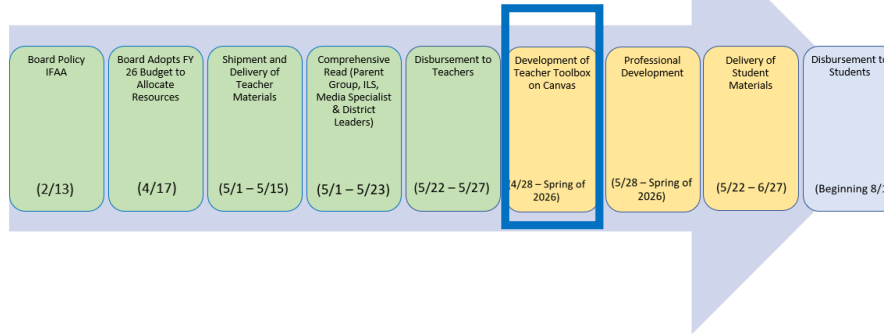 Board Policy
IFAA
(2/13)
Board Adopts FY
26 Budget to
Allocate
Resources
(4/17)
Shipment and
Delivery of
Teacher
Materials
(5/1 – 5/15)
Comprehensive
Read (Parent
Group, ILS,
Media Specialist
& District
Leaders)
(5/1 – 5/23)
Disbursement to
Teachers
(5/22 – 5/27)
Development of
Teacher Toolbox
on Canvas
(4/28 – Spring of
2026)
Professional
Development
(5/28 – Spring of
2026)
Delivery of
Student
Materials
(5/22 – 6/27)
Disbursement to
Students
(Beginning 8/1